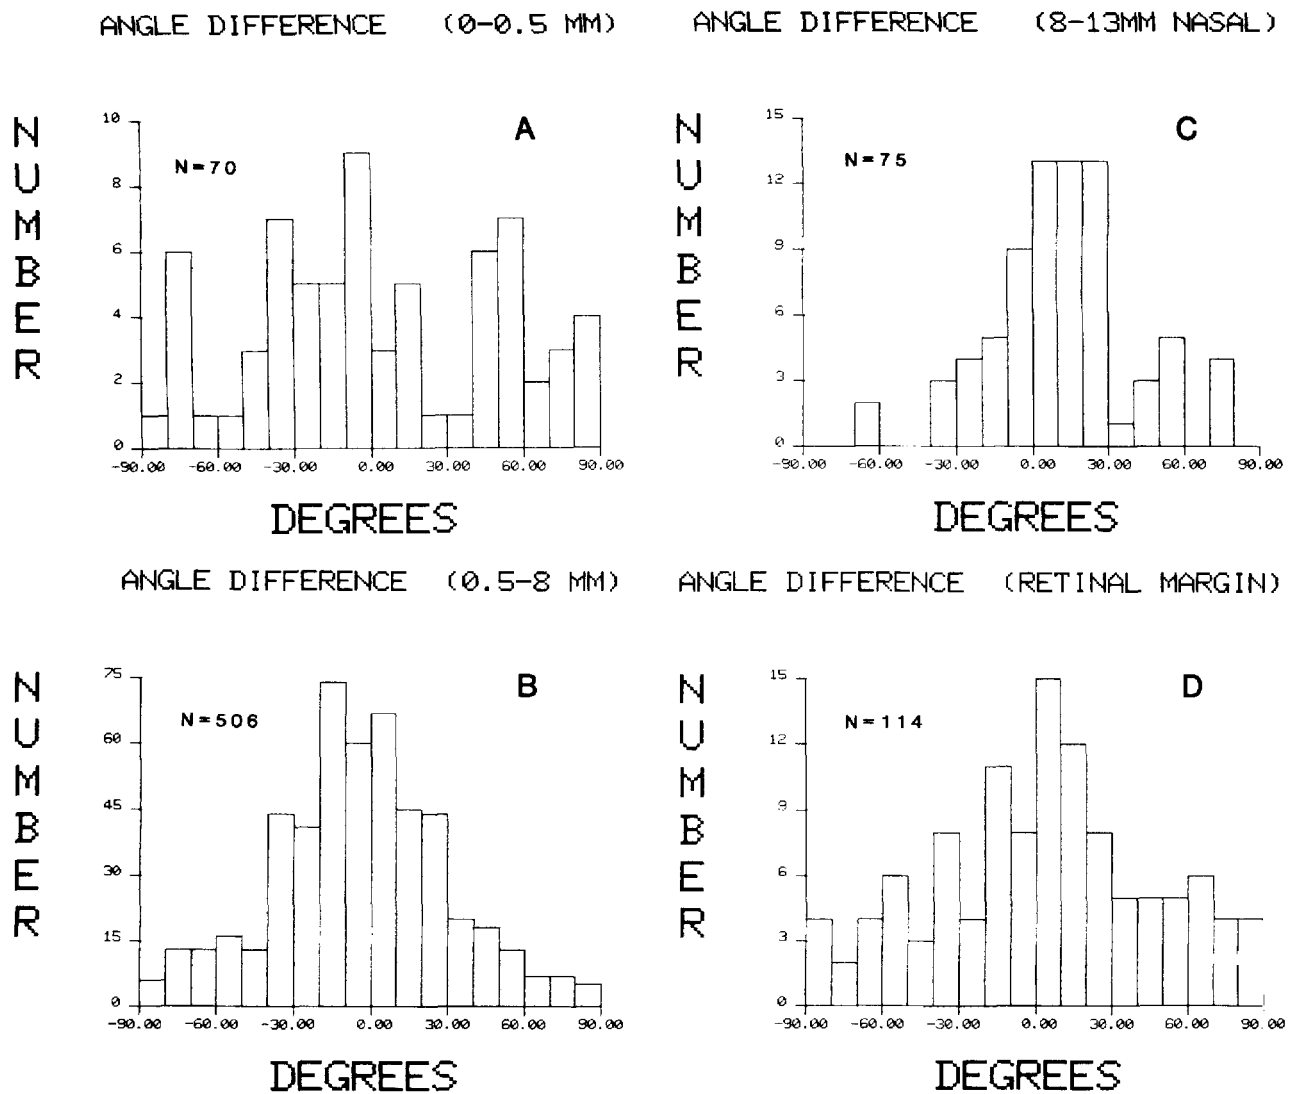 ANGLE DIFFERENCE (0-0.5 MM)
NUMBER
10
8
6
4
2
0
N=70
A
-90.00 -60.00 -30.00 0.00 30.00 60.00 90.00
DEGREES
ANGLE DIFFERENCE (8-13MM NASAL)
NUMBER
15
12
9
6
3
0
N=75
C
-90.00 -60.00 -30.00 0.00 30.00 60.00 90.00
DEGREES
ANGLE DIFFERENCE (0.5-8 MM)
NUMBER
75
60
45
30
15
0
N=506
B
-90.00 -60.00 -30.00 0.00 30.00 60.00 90.00
DEGREES
ANGLE DIFFERENCE (RETINAL MARGIN)
NUMBER
15
12
9
6
3
0
N=114
D
-90.00 -60.00 -30.00 0.00 30.00 60.00 90.00
DEGREES